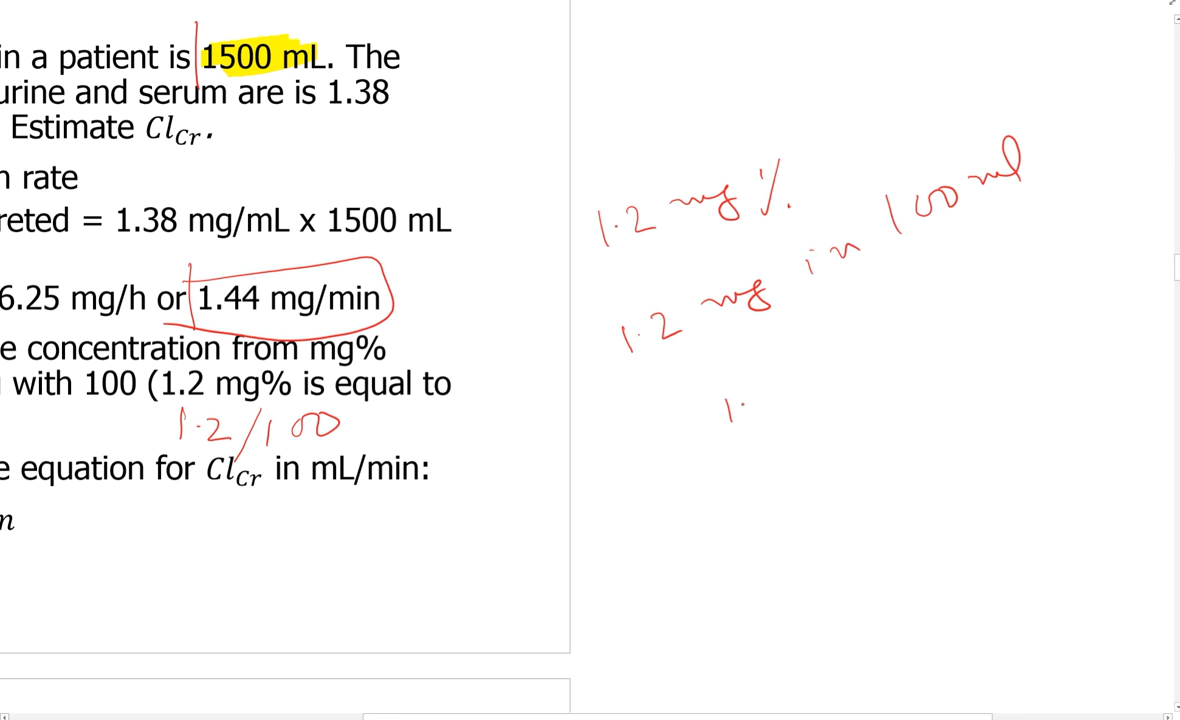 in a patient is 1500 mL. The
urine and serum are is 1.38
Estimate Cl_Cr.
n rate
reted = 1.38 mg/mL x 1500 mL
6.25 mg/h or 1.44 mg/min
e concentration from mg%
with 100 (1.2 mg% is equal to
1.2/100
e equation for Cl_Cr in mL/min:
n
1.2 mg %
1.2 mg in 100 ml
1.